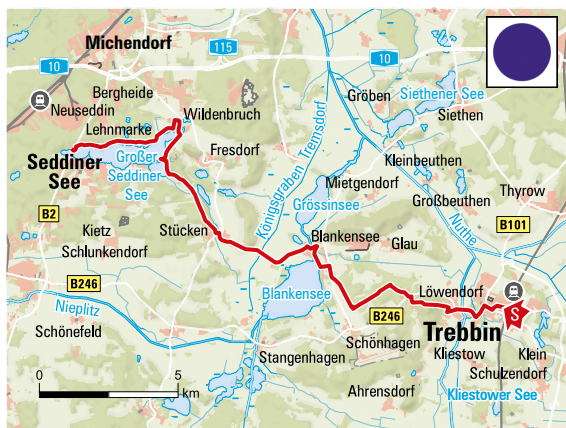 Michendorf
115
10
10
Bergheide
Neuseddin
Wildenbruch
Lehnmarke
Seddiner
See
Großer
Seddiner-
See
Fresdorf
Königsgraben Tremsdorf
Gröben
Siethener See
Siethen
Kleinbeuthen
Mietgendorf
Großbeuthen
Thyrow
Grössinsee
Nuthe
B2
B101
Kietz
Stücken
Blankensee
Glau
Schlunkendorf
B246
Blankensee
Löwendorf
Nieplitz
B246
S
Trebbin
Schönefeld
Schönhagen
Stangenhagen
Kliestow
Klein
Schulzendorf
Ahrensdorf
Kliestower See
0
5
km